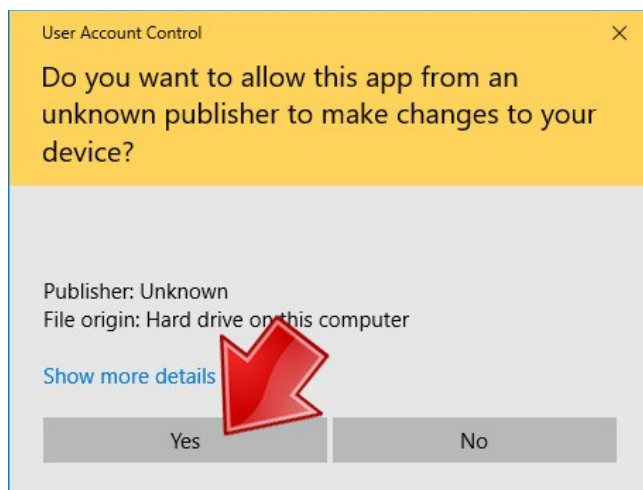 User Account Control
Do you want to allow this app from an
unknown publisher to make changes to your
device?
Publisher: Unknown
File origin: Hard drive on this computer
Show more details
Yes
No